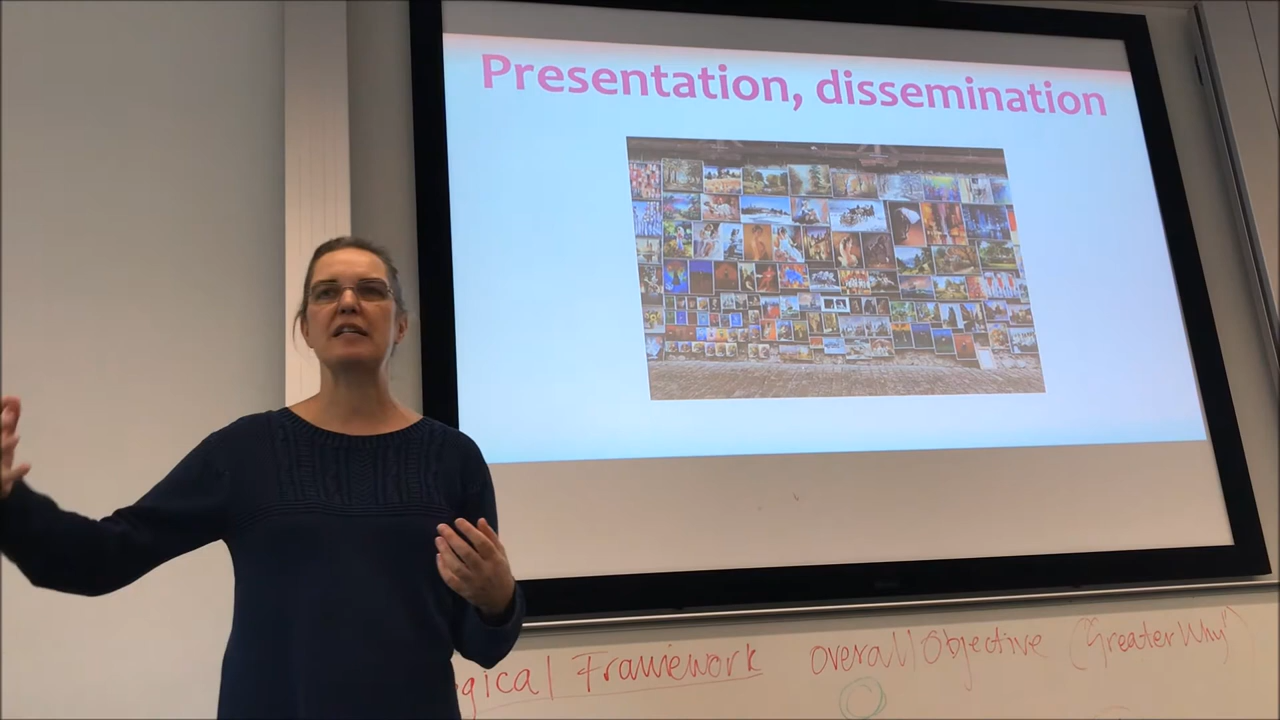 Presentation, dissemination
gical Framework overall Objective ("Greater Why")